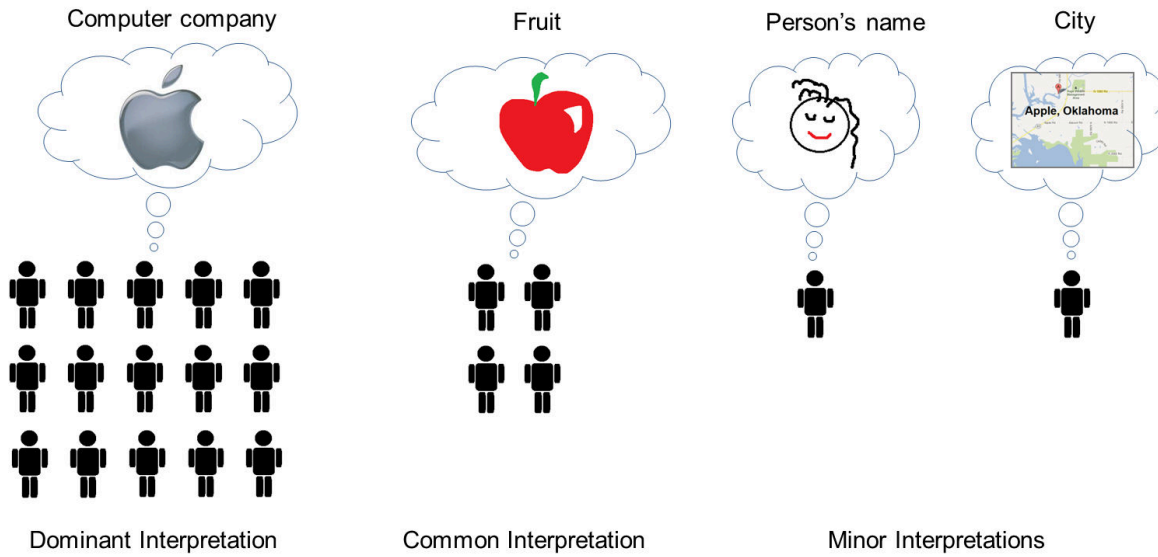 Computer company
Fruit
Person's name
City
Apple, Oklahoma
Dominant Interpretation
Common Interpretation
Minor Interpretations